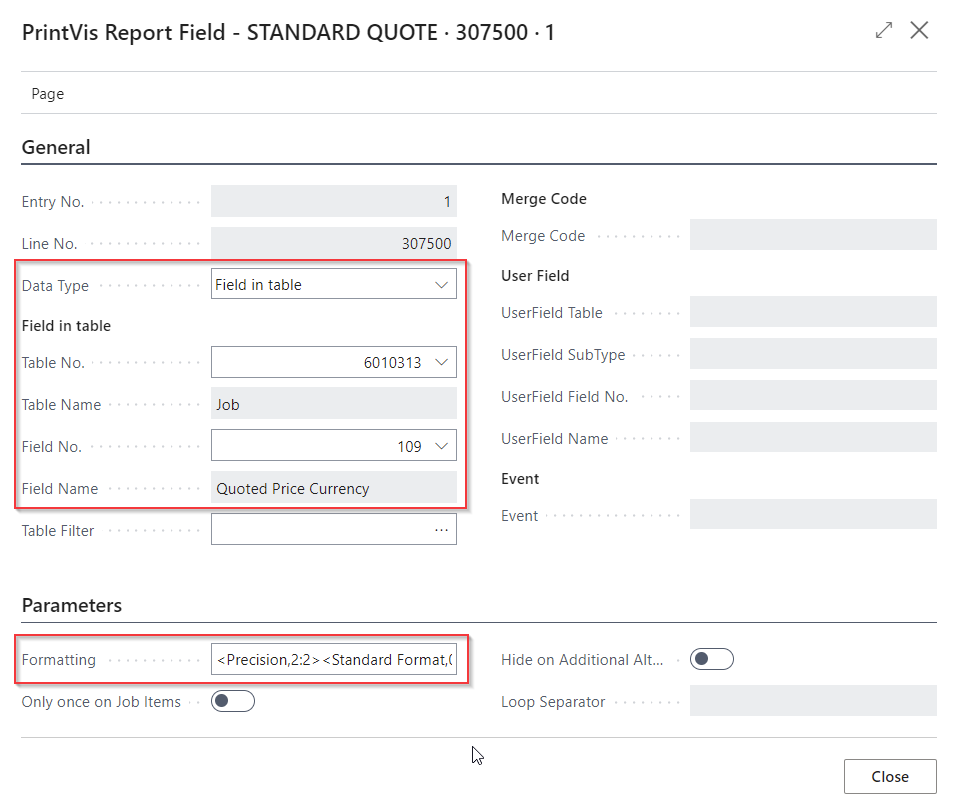 PrintVis Report Field - STANDARD QUOTE · 307500 · 1
Page
General
Entry No. 1
Line No. 307500
Data Type Field in table
Field in table
Table No. 6010313
Table Name Job
Field No. 109
Field Name Quoted Price Currency
Table Filter ...
Merge Code
Merge Code
User Field
UserField Table
UserField SubType
UserField Field No.
UserField Name
Event
Event
Parameters
Formatting <Precision,2:2><Standard Format,0
Only once on Job Items
Hide on Additional Alt...
Loop Separator
Close